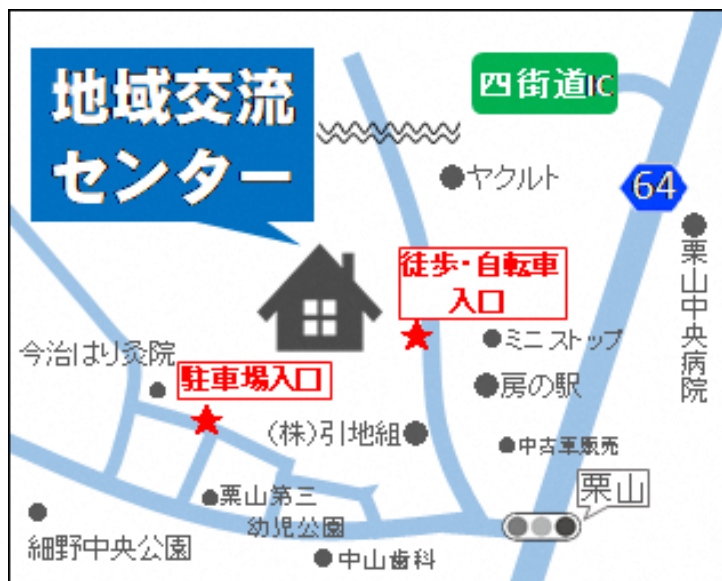 地域交流
センター
四街道IC
ヤクルト
64
栗山中央病院
徒歩・自転車
入口
ミニストップ
今治はり灸院
駐車場入口
房の駅
(株)引地組
中古車販売
栗山
栗山第三
幼児公園
細野中央公園
中山歯科